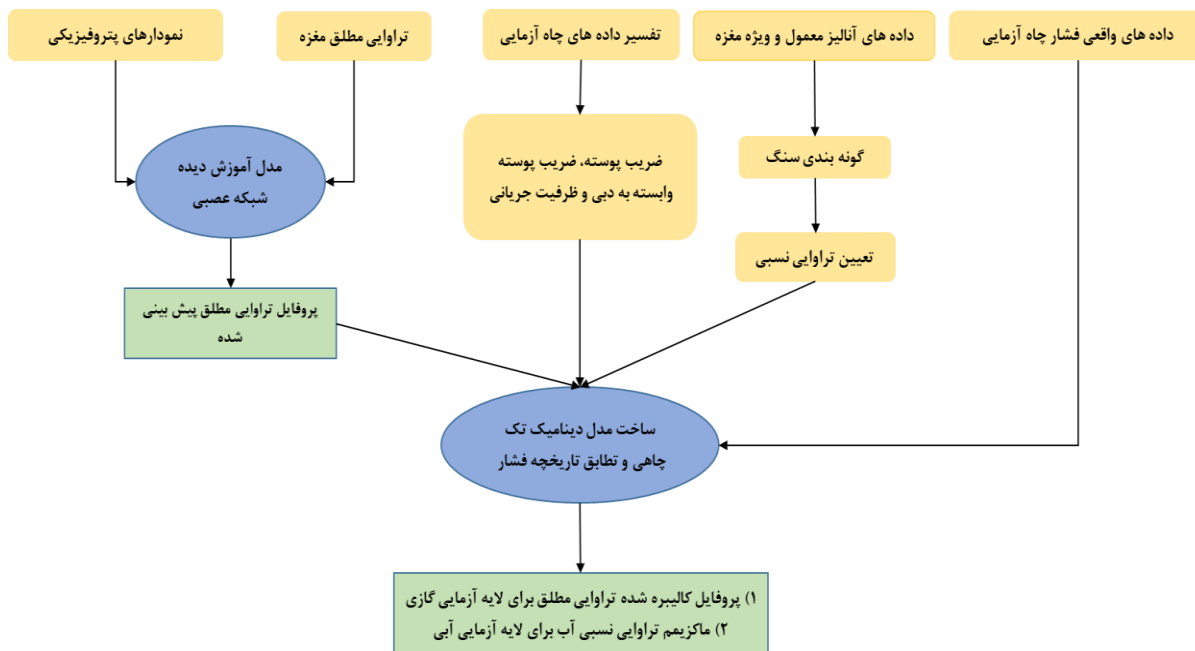 نمودارهای پتروفیزیکی
تراوایی مطلق مغزه
تفسیر داده های چاه آزمایی
داده های آنالیز معمول و ویژه مغزه
داده های واقعی فشار چاه آزمایی
مدل آموزش دیده
شبکه عصبی
ضریب پوسته، ضریب پوسته
وابسته به دبی و ظرفیت جریانی
گونه بندی سنگ
تعیین تراوایی نسبی
پروفایل تراوایی مطلق پیش بینی
شده
ساخت مدل دینامیک تک
چاهی و تطابق تاریخچه فشار
۱) پروفایل کالیبره شده تراوایی مطلق برای لایه آزمایی گازی
۲) ماکزیمم تراوایی نسبی آب برای لایه آزمایی آبی